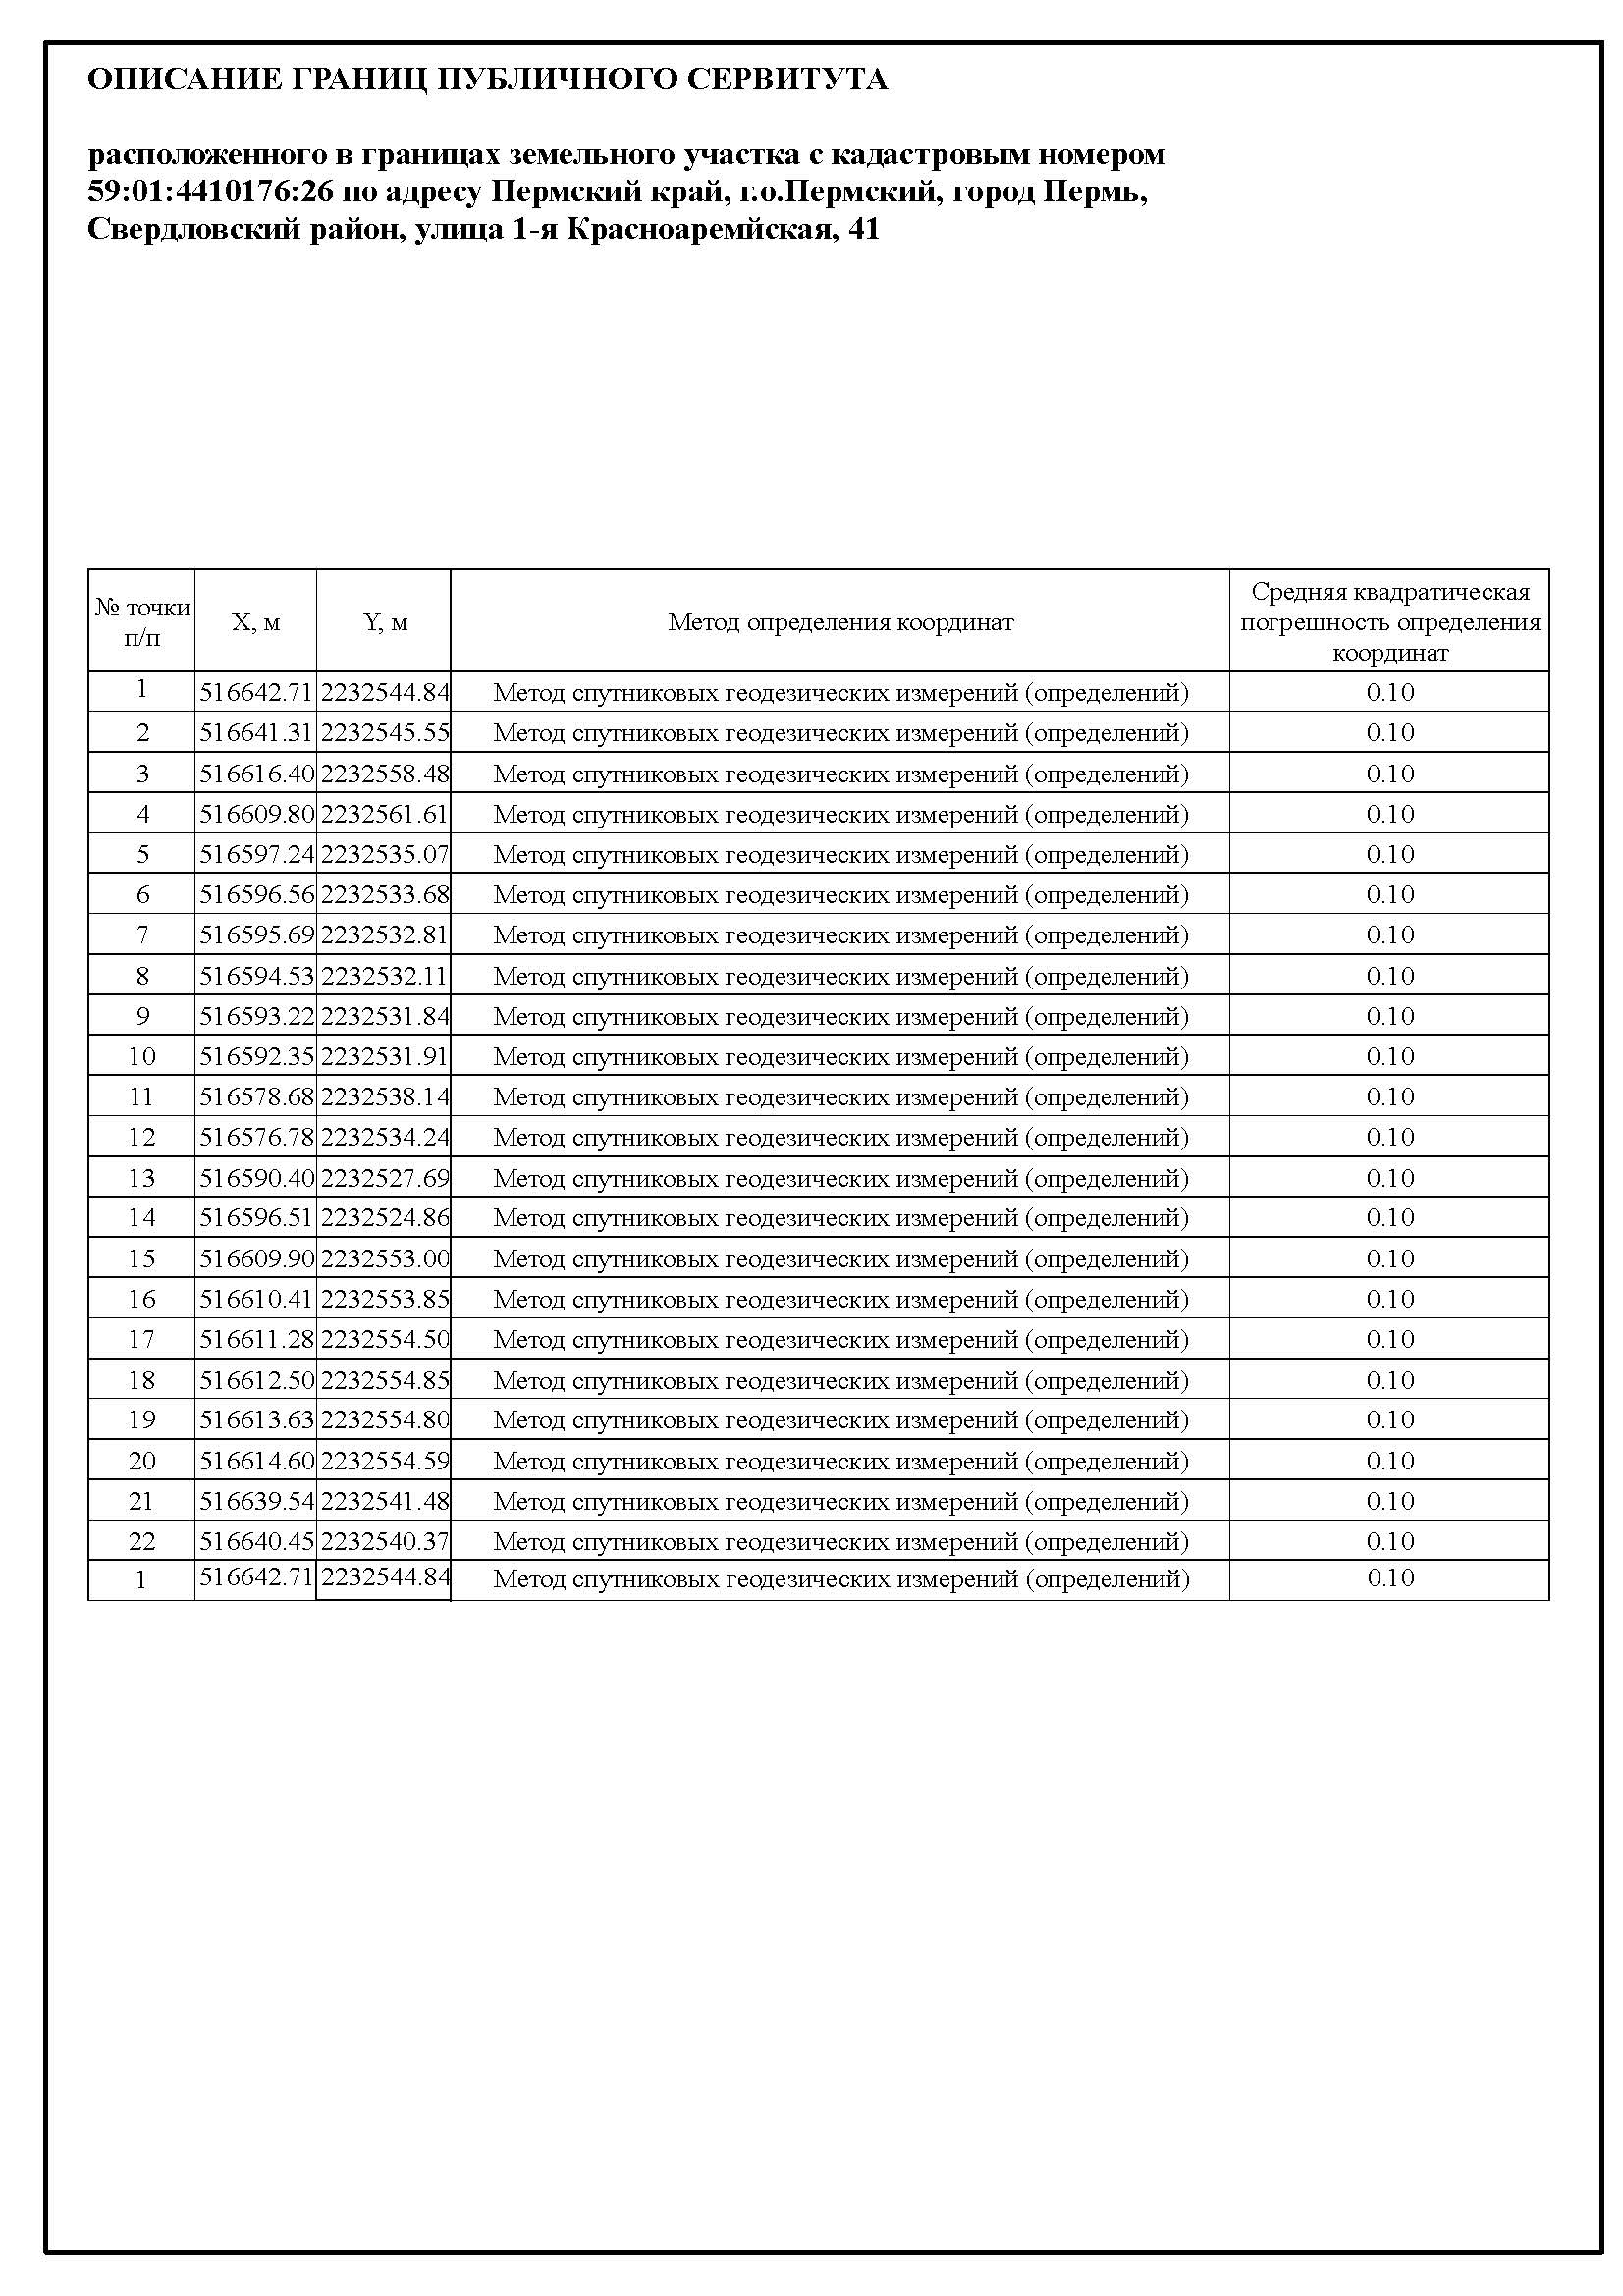 ОПИСАНИЕ ГРАНИЦ ПУБЛИЧНОГО СЕРВИТУТА
расположенного в границах земельного участка с кадастровым номером
59:01:4410176:26 по адресу Пермский край, г.о.Пермский, город Пермь,
Свердловский район, улица 1-я Красноаремйская, 41
№ точки п/п X, м Y, м Метод определения координат Средняя квадратическая погрешность определения координат
1 516642.71 2232544.84 Метод спутниковых геодезических измерений (определений) 0.10
2 516641.31 2232545.55 Метод спутниковых геодезических измерений (определений) 0.10
3 516616.40 2232558.48 Метод спутниковых геодезических измерений (определений) 0.10
4 516609.80 2232561.61 Метод спутниковых геодезических измерений (определений) 0.10
5 516597.24 2232535.07 Метод спутниковых геодезических измерений (определений) 0.10
6 516596.56 2232533.68 Метод спутниковых геодезических измерений (определений) 0.10
7 516595.69 2232532.81 Метод спутниковых геодезических измерений (определений) 0.10
8 516594.53 2232532.11 Метод спутниковых геодезических измерений (определений) 0.10
9 516593.22 2232531.84 Метод спутниковых геодезических измерений (определений) 0.10
10 516592.35 2232531.91 Метод спутниковых геодезических измерений (определений) 0.10
11 516578.68 2232538.14 Метод спутниковых геодезических измерений (определений) 0.10
12 516576.78 2232534.24 Метод спутниковых геодезических измерений (определений) 0.10
13 516590.40 2232527.69 Метод спутниковых геодезических измерений (определений) 0.10
14 516596.51 2232524.86 Метод спутниковых геодезических измерений (определений) 0.10
15 516609.90 2232553.00 Метод спутниковых геодезических измерений (определений) 0.10
16 516610.41 2232553.85 Метод спутниковых геодезических измерений (определений) 0.10
17 516611.28 2232554.50 Метод спутниковых геодезических измерений (определений) 0.10
18 516612.50 2232554.85 Метод спутниковых геодезических измерений (определений) 0.10
19 516613.63 2232554.80 Метод спутниковых геодезических измерений (определений) 0.10
20 516614.60 2232554.59 Метод спутниковых геодезических измерений (определений) 0.10
21 516639.54 2232541.48 Метод спутниковых геодезических измерений (определений) 0.10
22 516640.45 2232540.37 Метод спутниковых геодезических измерений (определений) 0.10
1 516642.71 2232544.84 Метод спутниковых геодезических измерений (определений) 0.10